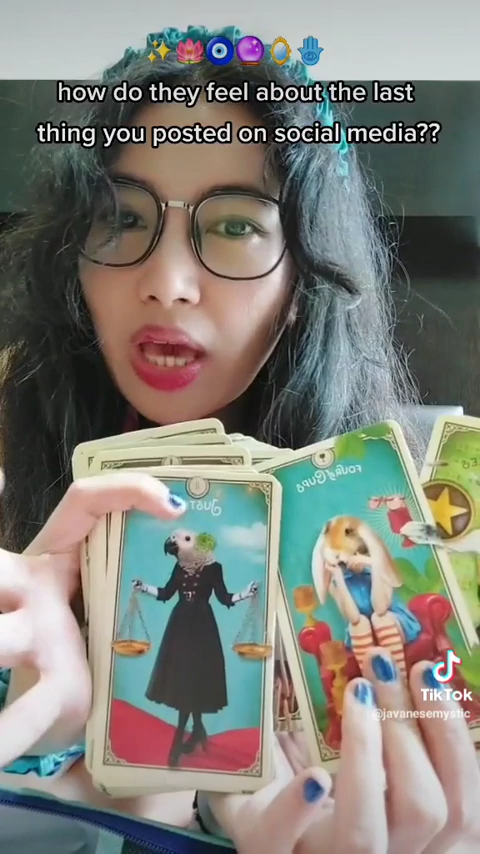 how do they feel about the last
thing you posted on social media??
Justice
Four of Cups
TikTok
@javanesemystic